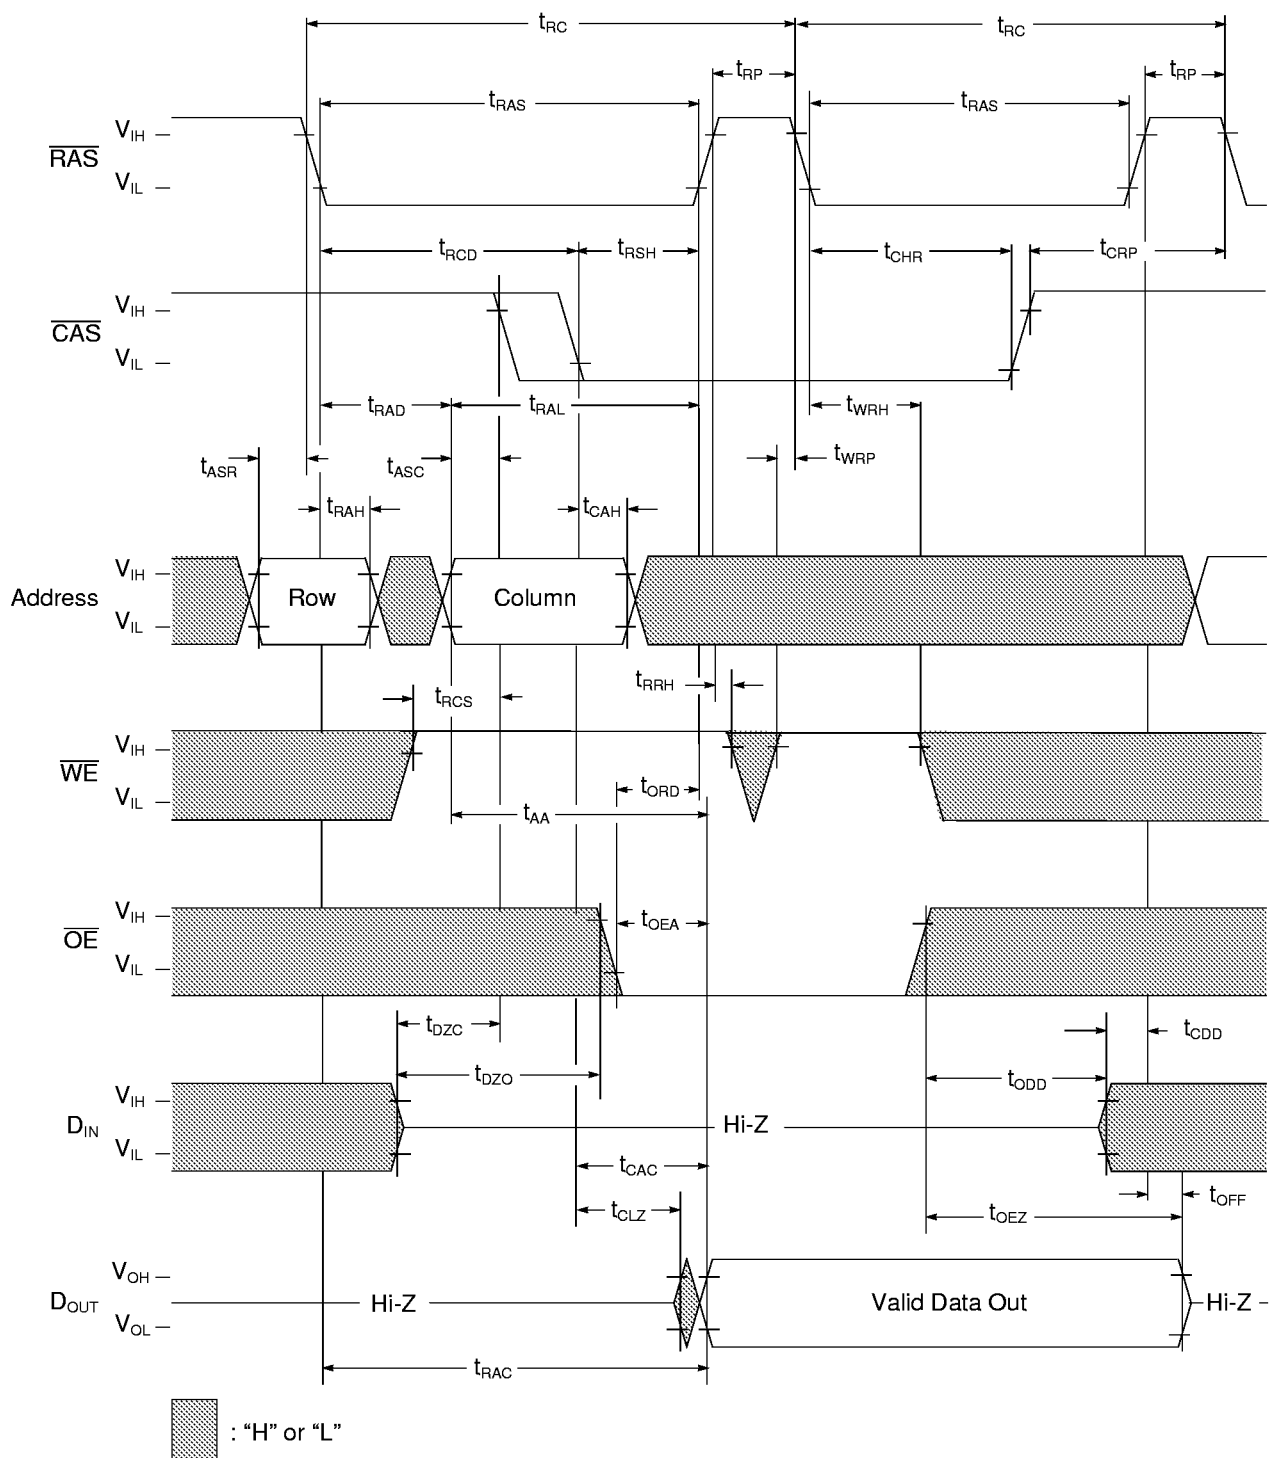 tRC tRC
tRP tRP
tRAS tRAS
RAS VIH
VIL
tRCD tRSH tCHR tCRP
CAS VIH
VIL
tRAD tRAL tWRH
tASR tASC tWRP
tRAH tCAH
Address VIH
Row Column
VIL
tRCS tRRH
WE VIH
VIL
tORD
tAA
OE VIH
tOEA
VIL
tDZC tCDD
tDZO tODD
DIN VIH
Hi-Z
VIL
tCAC
tCLZ tOEZ tOFF
DOUT VOH
Hi-Z Valid Data Out Hi-Z
VOL
tRAC
: “H” or “L”